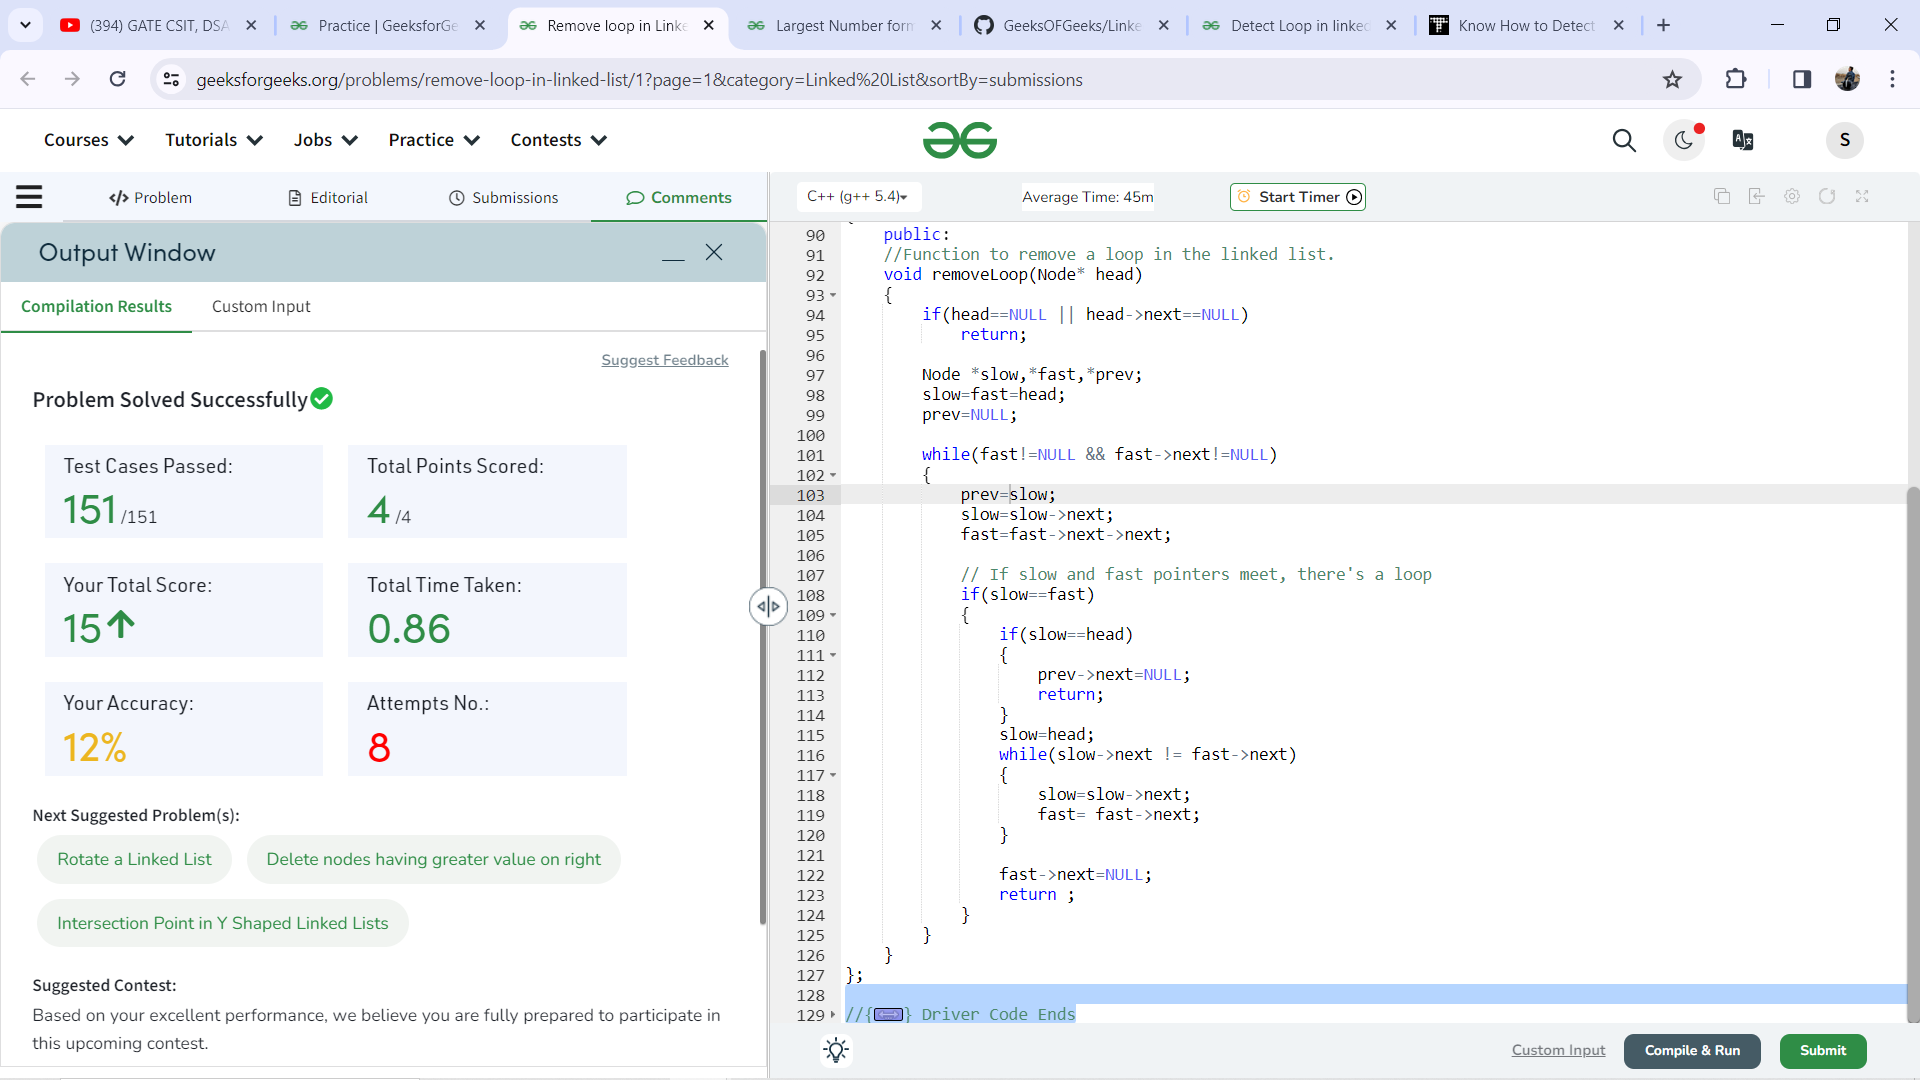 (394) GATE CSIT, DSA
Practice | GeeksforGe
Remove loop in Linke
Largest Number form
GeeksOFGeeks/Linke
Detect Loop in linked
Know How to Detect
geeksforgeeks.org/problems/remove-loop-in-linked-list/1?page=1&category=Linked%20List&sortBy=submissions
Courses
Tutorials
Jobs
Practice
Contests
S
</> Problem
Editorial
Submissions
Comments
C++ (g++ 5.4)
Average Time: 45m
Start Timer
Output Window
Compilation Results
Custom Input
Suggest Feedback
Problem Solved Successfully
Test Cases Passed:
151 /151
Total Points Scored:
4 /4
Your Total Score:
15
Total Time Taken:
0.86
Your Accuracy:
12%
Attempts No.:
8
Next Suggested Problem(s):
Rotate a Linked List
Delete nodes having greater value on right
Intersection Point in Y Shaped Linked Lists
Suggested Contest:
Based on your excellent performance, we believe you are fully prepared to participate in
this upcoming contest.
90 public:
91 //Function to remove a loop in the linked list.
92 void removeLoop(Node* head)
93 {
94 if(head==NULL || head->next==NULL)
95 return;
96
97 Node *slow,*fast,*prev;
98 slow=fast=head;
99 prev=NULL;
100
101 while(fast!=NULL && fast->next!=NULL)
102 {
103 prev=slow;
104 slow=slow->next;
105 fast=fast->next->next;
106
107 // If slow and fast pointers meet, there's a loop
108 if(slow==fast)
109 {
110 if(slow==head)
111 {
112 prev->next=NULL;
113 return;
114 }
115 slow=head;
116 while(slow->next != fast->next)
117 {
118 slow=slow->next;
119 fast= fast->next;
120 }
121
122 fast->next=NULL;
123 return ;
124 }
125 }
126 }
127 };
128
129 //{ } Driver Code Ends
Custom Input
Compile & Run
Submit